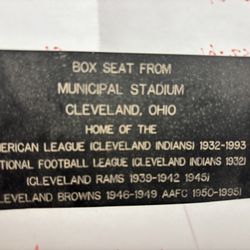 BOX SEAT FROM
MUNICIPAL STADIUM
CLEVELAND, OHIO
HOME OF THE
ERICAN LEAGUE (CLEVELAND INDIANS) 1932-1993
TIONAL FOOTBALL LEAGUE (CLEVELAND INDIANS 1932)
(CLEVELAND RAMS 1939-1942 1945)
LEVELAND BROWNS 1946-1949 AAFC 1950-1995)